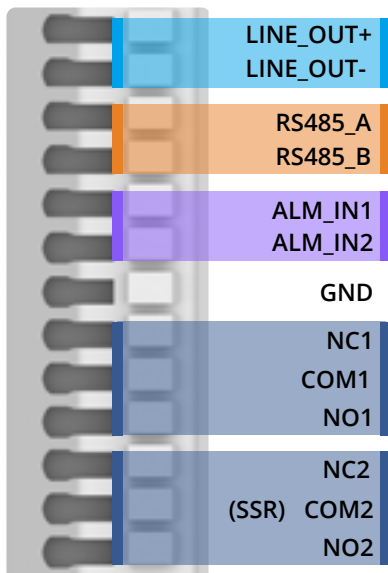 LINE_OUT+
LINE_OUT-
RS485_A
RS485_B
ALM_IN1
ALM_IN2
GND
NC1
COM1
NO1
NC2
(SSR) COM2
NO2